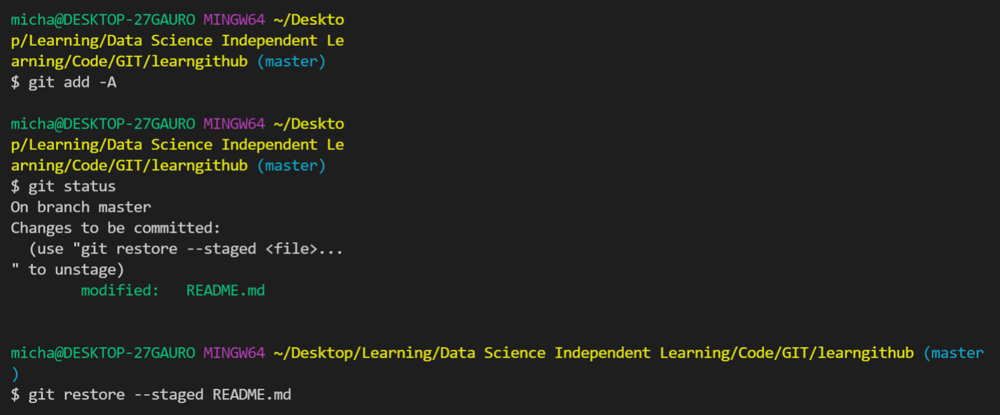 micha@DESKTOP-27GAURO MINGW64 ~/Deskto
p/Learning/Data Science Independent Le
arning/Code/GIT/learngithub (master)
$ git add -A
micha@DESKTOP-27GAURO MINGW64 ~/Deskto
p/Learning/Data Science Independent Le
arning/Code/GIT/learngithub (master)
$ git status
On branch master
Changes to be committed:
  (use "git restore --staged <file>...
" to unstage)
        modified:   README.md
micha@DESKTOP-27GAURO MINGW64 ~/Desktop/Learning/Data Science Independent Learning/Code/GIT/learngithub (master
)
$ git restore --staged README.md